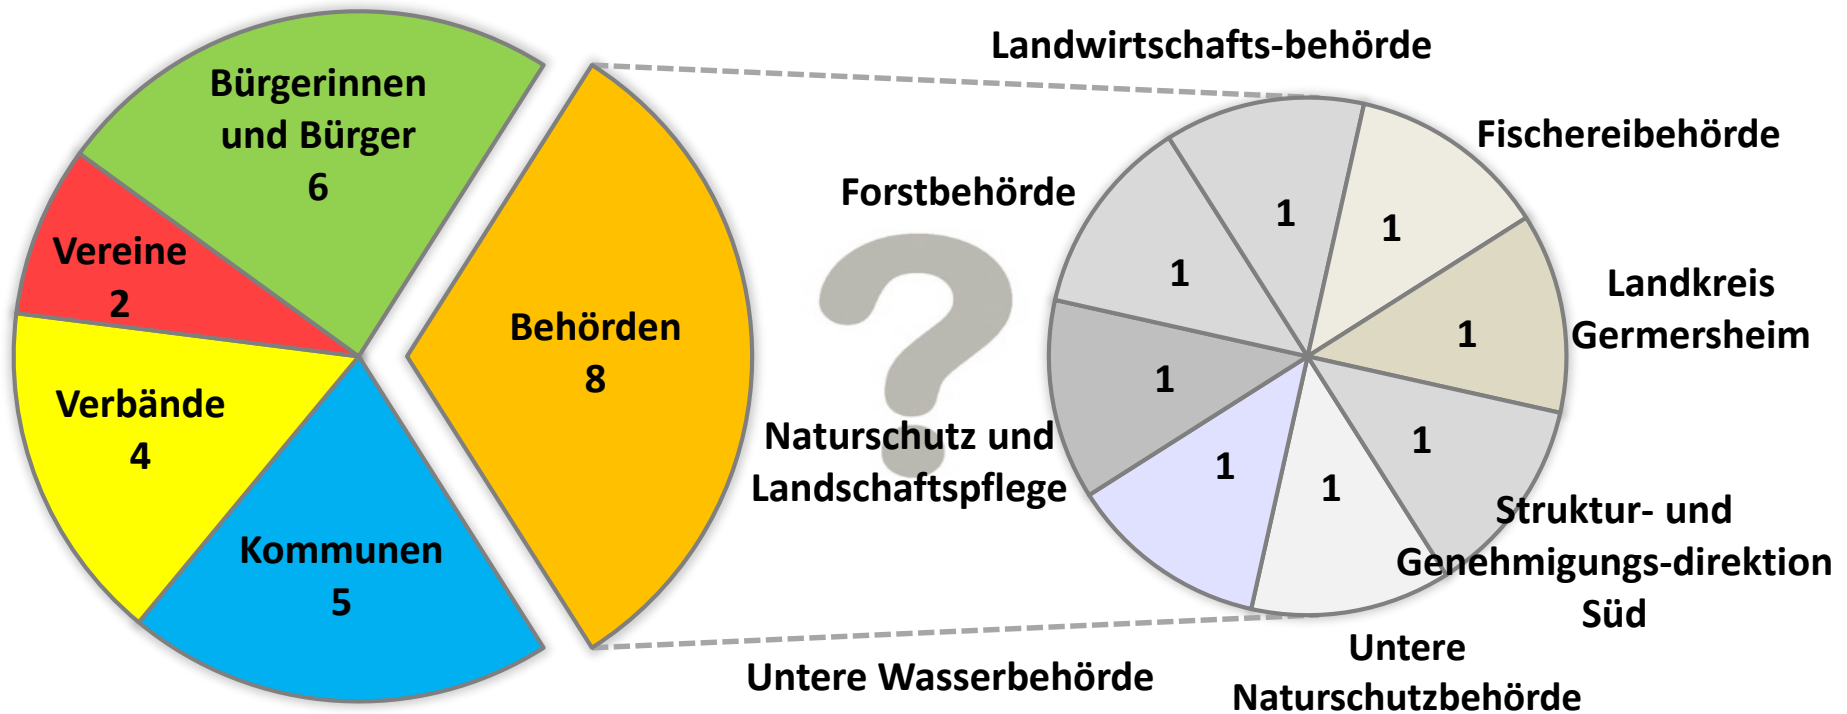 Bürgerinnen
und Bürger
6
Vereine
2
Verbände
4
Kommunen
5
Behörden
8
Landwirtschafts-behörde
1
Fischereibehörde
1
Landkreis
Germersheim
1
Struktur- und
Genehmigungs-direktion
Süd
1
Untere
Naturschutzbehörde
1
Untere Wasserbehörde
1
Naturschutz und
Landschaftspflege
1
Forstbehörde
1
?